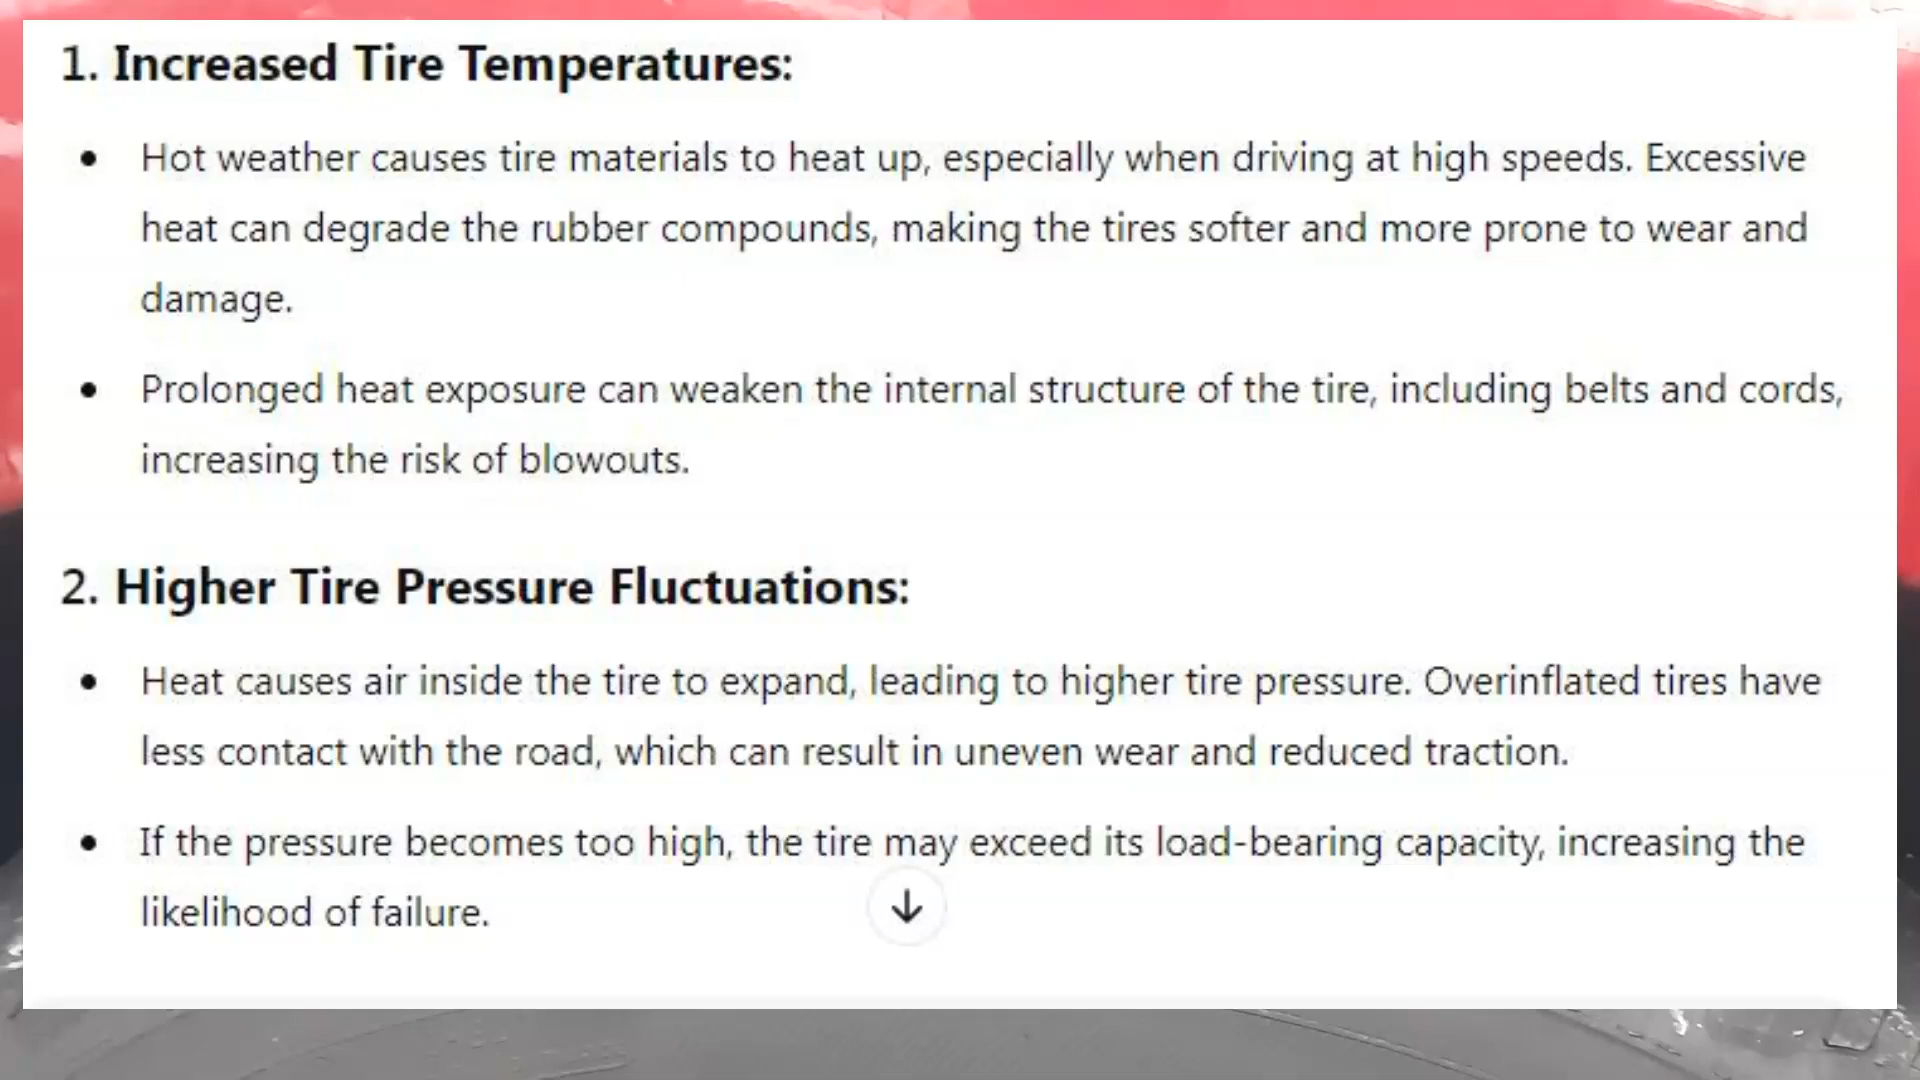 1. Increased Tire Temperatures:
Hot weather causes tire materials to heat up, especially when driving at high speeds. Excessive
heat can degrade the rubber compounds, making the tires softer and more prone to wear and
damage.
Prolonged heat exposure can weaken the internal structure of the tire, including belts and cords,
increasing the risk of blowouts.
2. Higher Tire Pressure Fluctuations:
Heat causes air inside the tire to expand, leading to higher tire pressure. Overinflated tires have
less contact with the road, which can result in uneven wear and reduced traction.
If the pressure becomes too high, the tire may exceed its load-bearing capacity, increasing the
likelihood of failure.